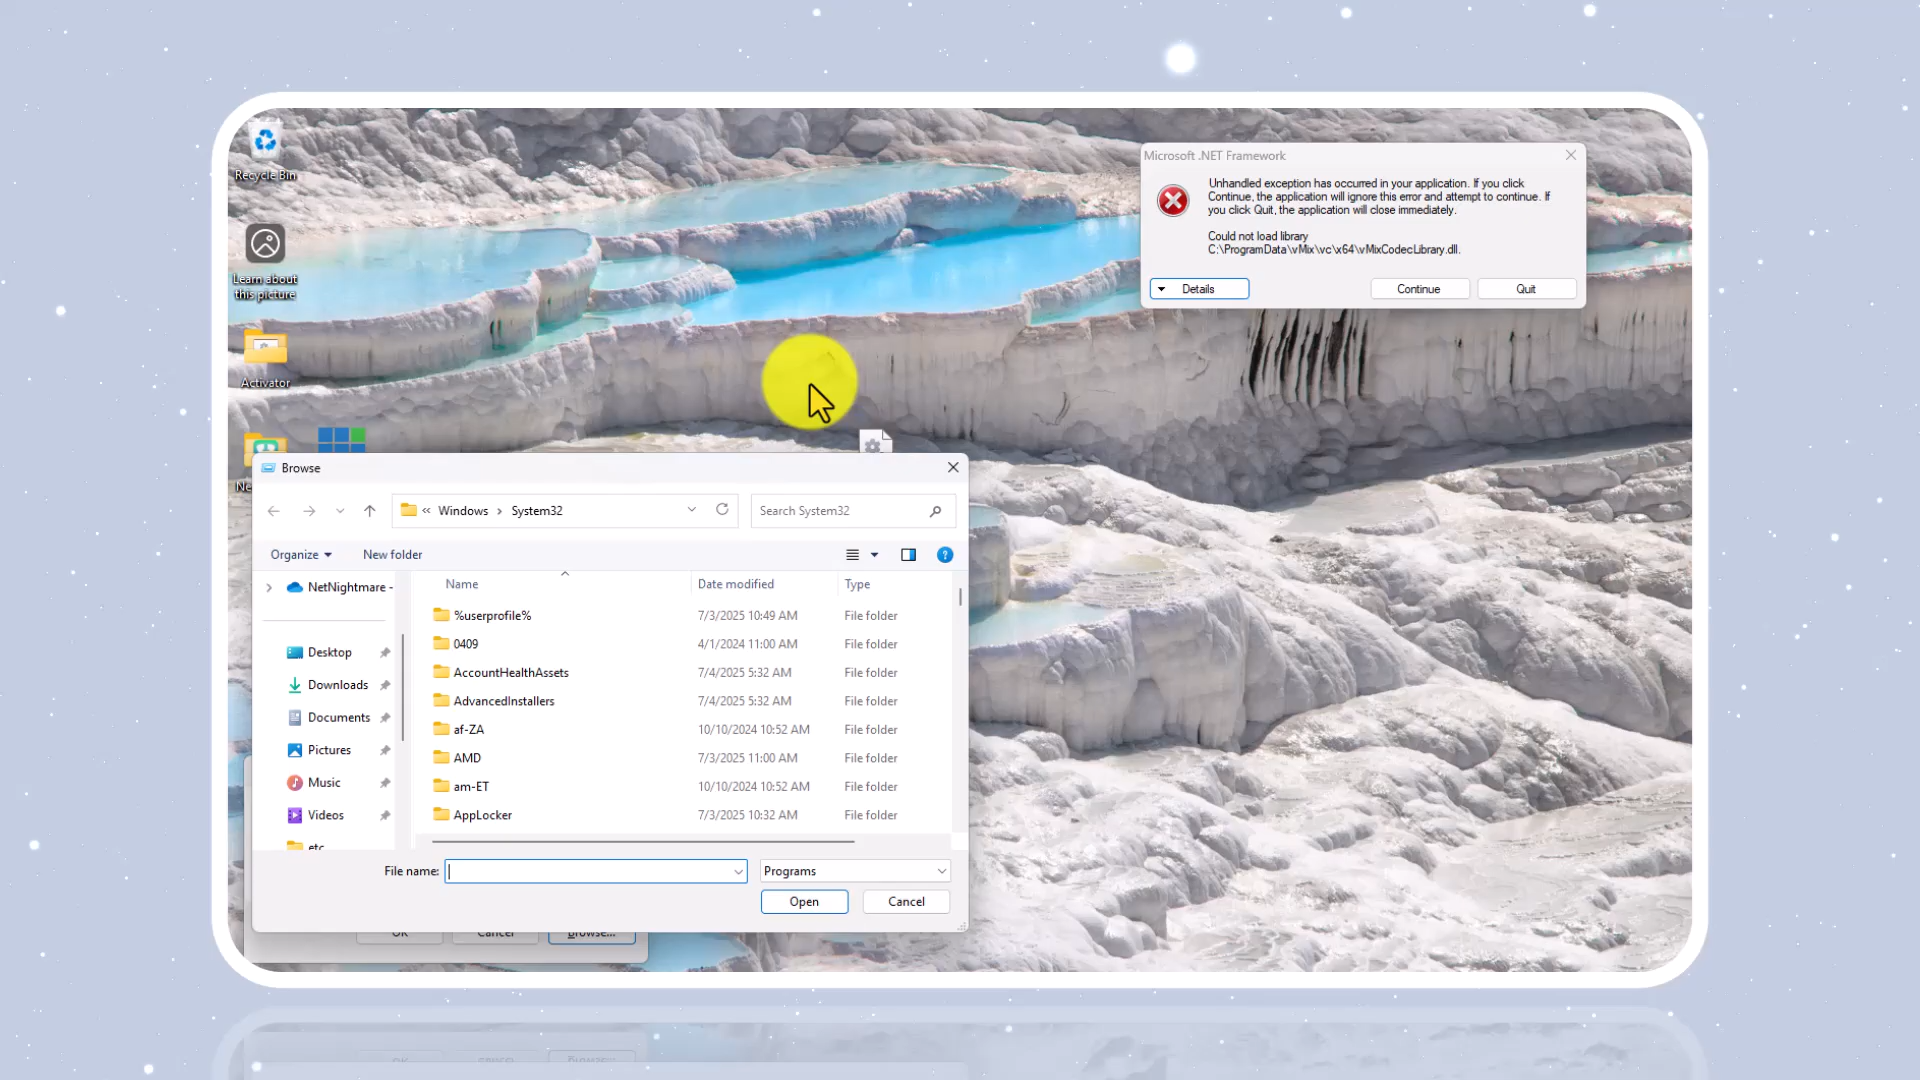 Recycle Bin
Learn about
this picture
Activator
Ne
Microsoft .NET Framework
Unhandled exception has occurred in your application. If you click
Continue, the application will ignore this error and attempt to continue. If
you click Quit, the application will close immediately.
Could not load library
C:\ProgramData\vMix\vc\x64\vMixCodecLibrary.dll.
Details
Continue
Quit
Browse
« Windows › System32
Search System32
Organize
New folder
?
NetNightmare -
Desktop
Downloads
Documents
Pictures
Music
Videos
etc
Name Date modified Type
%userprofile% 7/3/2025 10:49 AM File folder
0409 4/1/2024 11:00 AM File folder
AccountHealthAssets 7/4/2025 5:32 AM File folder
AdvancedInstallers 7/4/2025 5:32 AM File folder
af-ZA 10/10/2024 10:52 AM File folder
AMD 7/3/2025 11:00 AM File folder
am-ET 10/10/2024 10:52 AM File folder
AppLocker 7/3/2025 10:32 AM File folder
File name:
Programs
Open
Cancel
OK
Cancel
Browse...